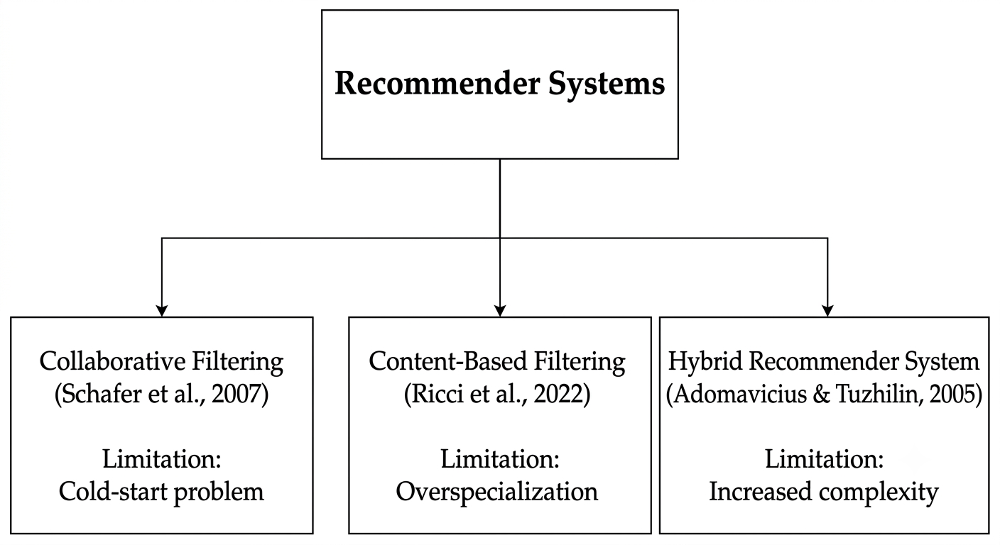 Recommender Systems
Collaborative Filtering
(Schafer et al., 2007)
Limitation:
Cold-start problem
Content-Based Filtering
(Ricci et al., 2022)
Limitation:
Overspecialization
Hybrid Recommender System
(Adomavicius & Tuzhilin, 2005)
Limitation:
Increased complexity